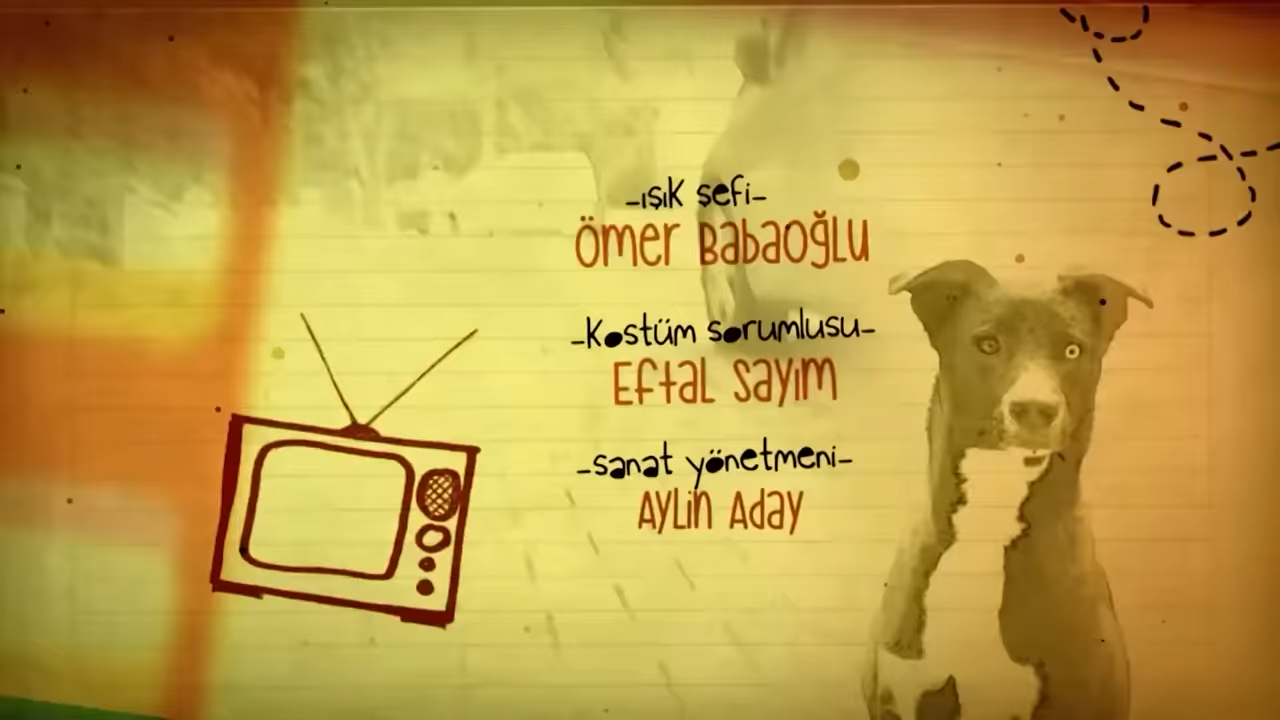 -ışık şefi-
Ömer Babaoğlu
-Kostüm sorumlusu-
Eftal Sayım
-sanat yönetmeni-
Aylin Aday